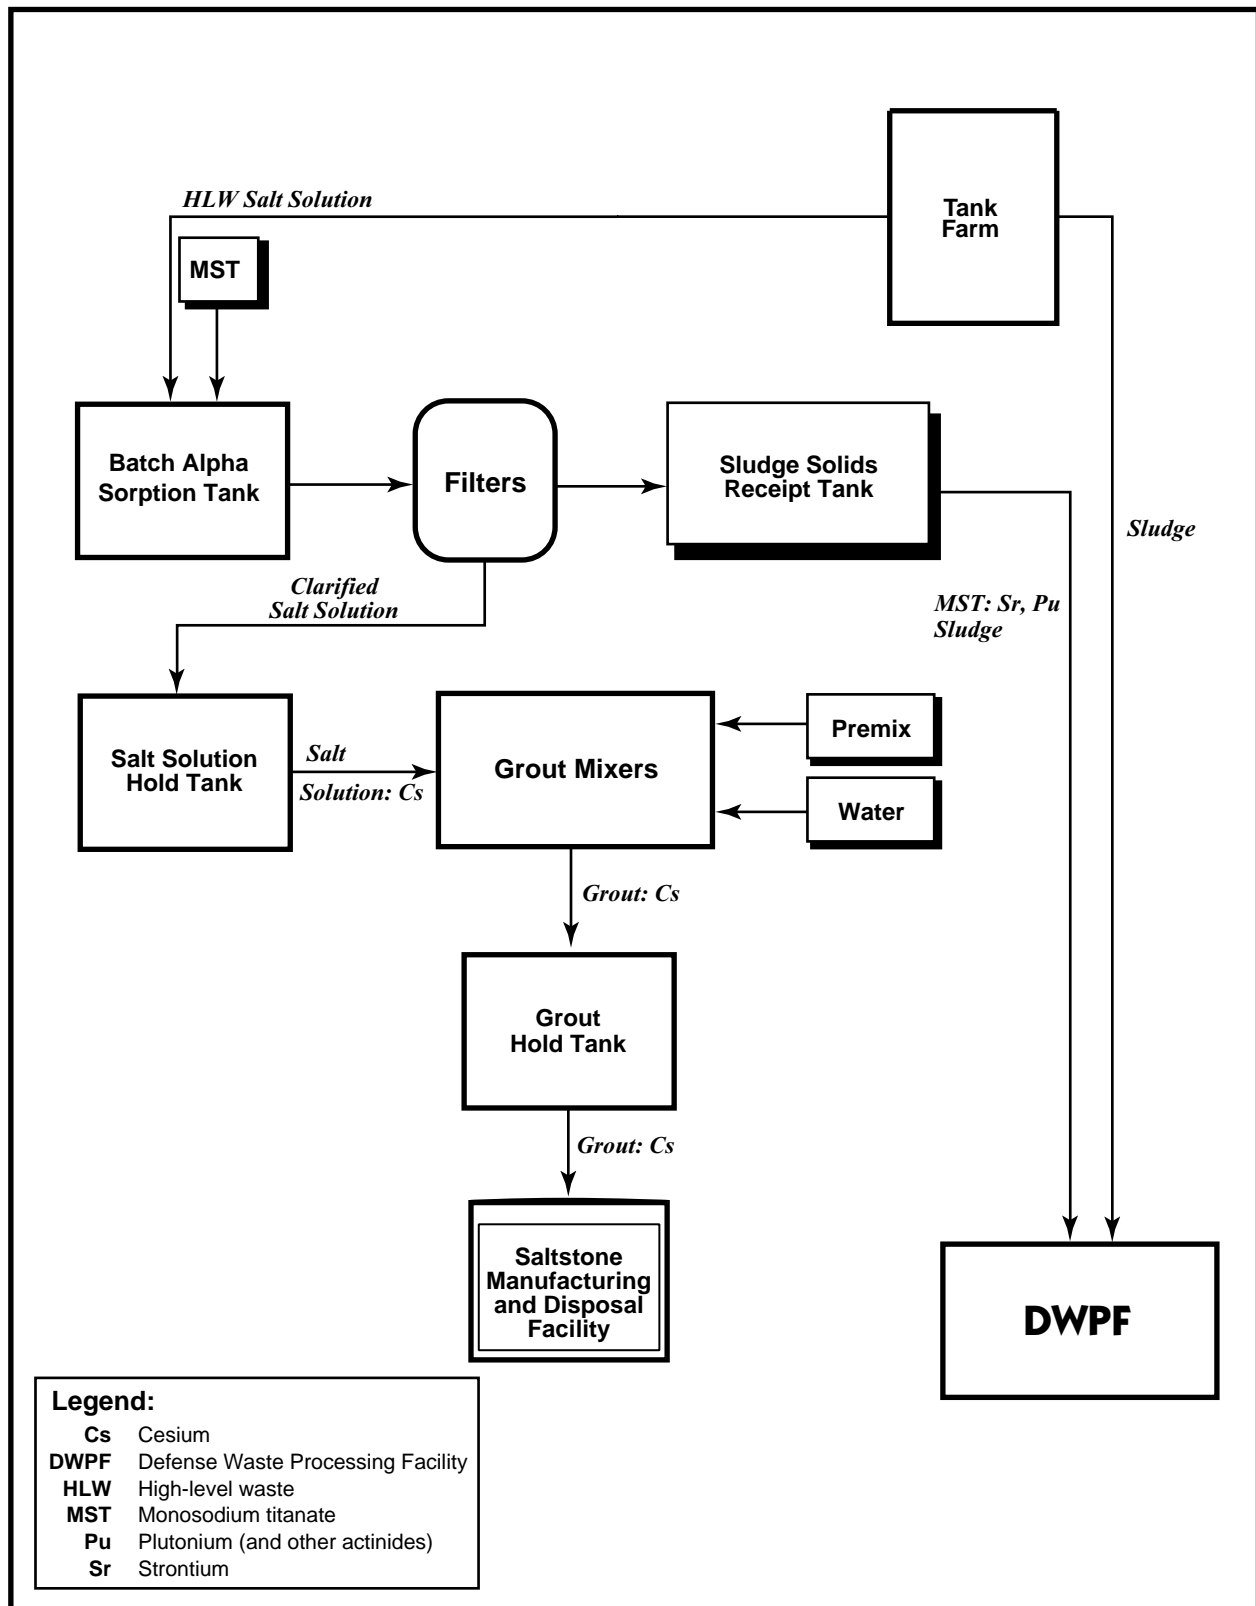 Tank
Farm
HLW Salt Solution
MST
Batch Alpha
Sorption Tank
Filters
Sludge Solids
Receipt Tank
Sludge
Clarified
Salt Solution
MST: Sr, Pu
Sludge
Salt Solution
Hold Tank
Salt
Solution: Cs
Grout Mixers
Premix
Water
Grout: Cs
Grout
Hold Tank
Grout: Cs
Saltstone
Manufacturing
and Disposal
Facility
DWPF
Legend:
Cs Cesium
DWPF Defense Waste Processing Facility
HLW High-level waste
MST Monosodium titanate
Pu Plutonium (and other actinides)
Sr Strontium